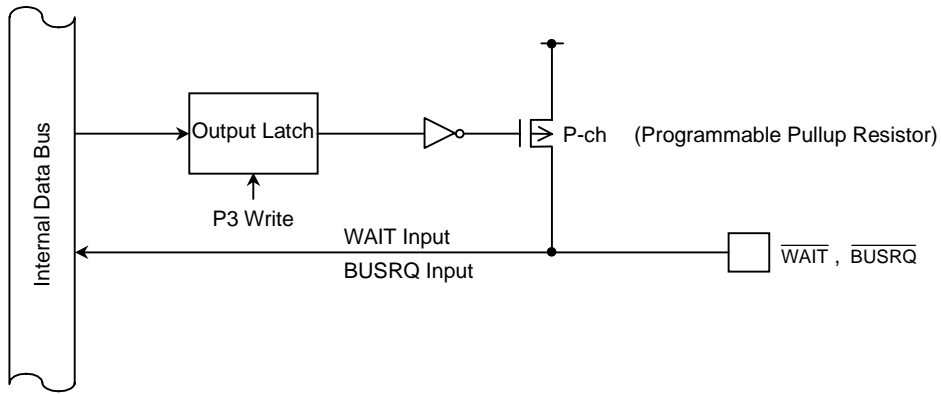 Internal Data Bus
Output Latch
P-ch (Programmable Pullup Resistor)
P3 Write
WAIT Input
BUSRQ Input
WAIT , BUSRQ